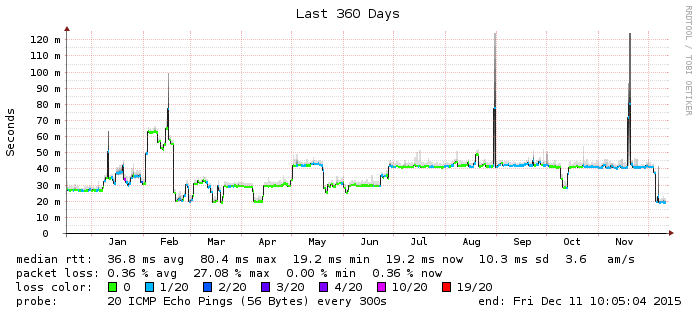 Last 360 Days
RRDTOOL / TOBI OETIKER
Seconds
120 m
110 m
100 m
90 m
80 m
70 m
60 m
50 m
40 m
30 m
20 m
10 m
0
Jan Feb Mar Apr May Jun Jul Aug Sep Oct Nov
median rtt: 36.8 ms avg 80.4 ms max 19.2 ms min 19.2 ms now 10.3 ms sd 3.6 am/s
packet loss: 0.36 % avg 27.08 % max 0.00 % min 0.36 % now
loss color: 0 1/20 2/20 3/20 4/20 10/20 19/20
probe: 20 ICMP Echo Pings (56 Bytes) every 300s end: Fri Dec 11 10:05:04 2015